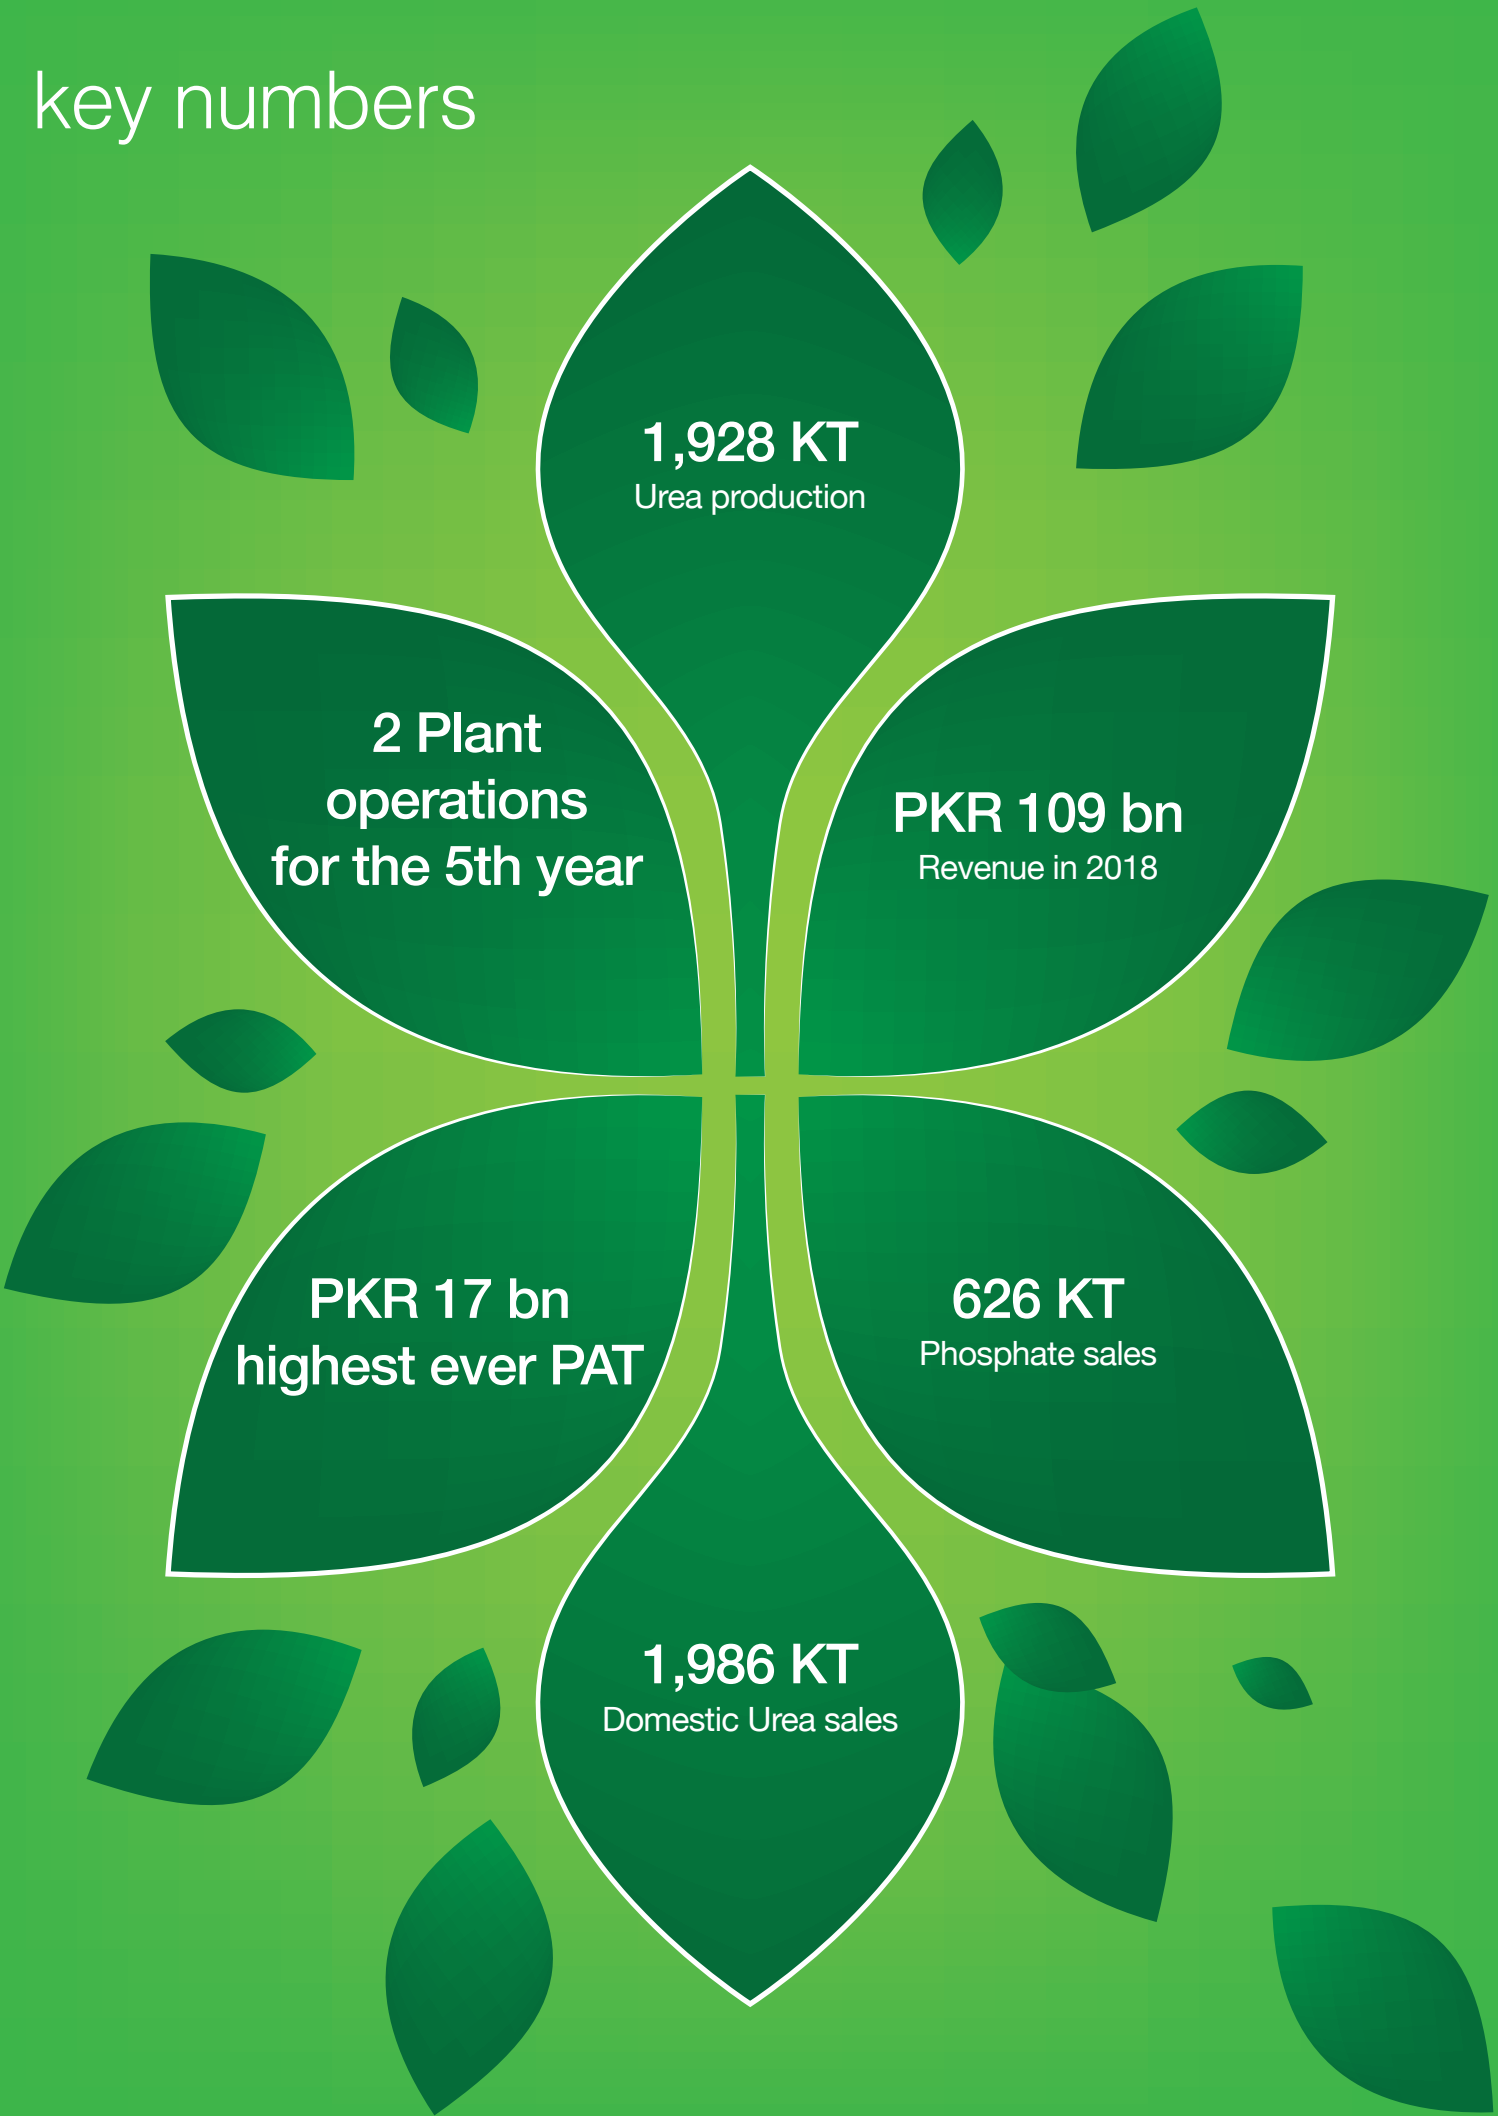 key numbers
1,928 KT
Urea production
2 Plant
operations
for the 5th year
PKR 109 bn
Revenue in 2018
PKR 17 bn
highest ever PAT
626 KT
Phosphate sales
1,986 KT
Domestic Urea sales